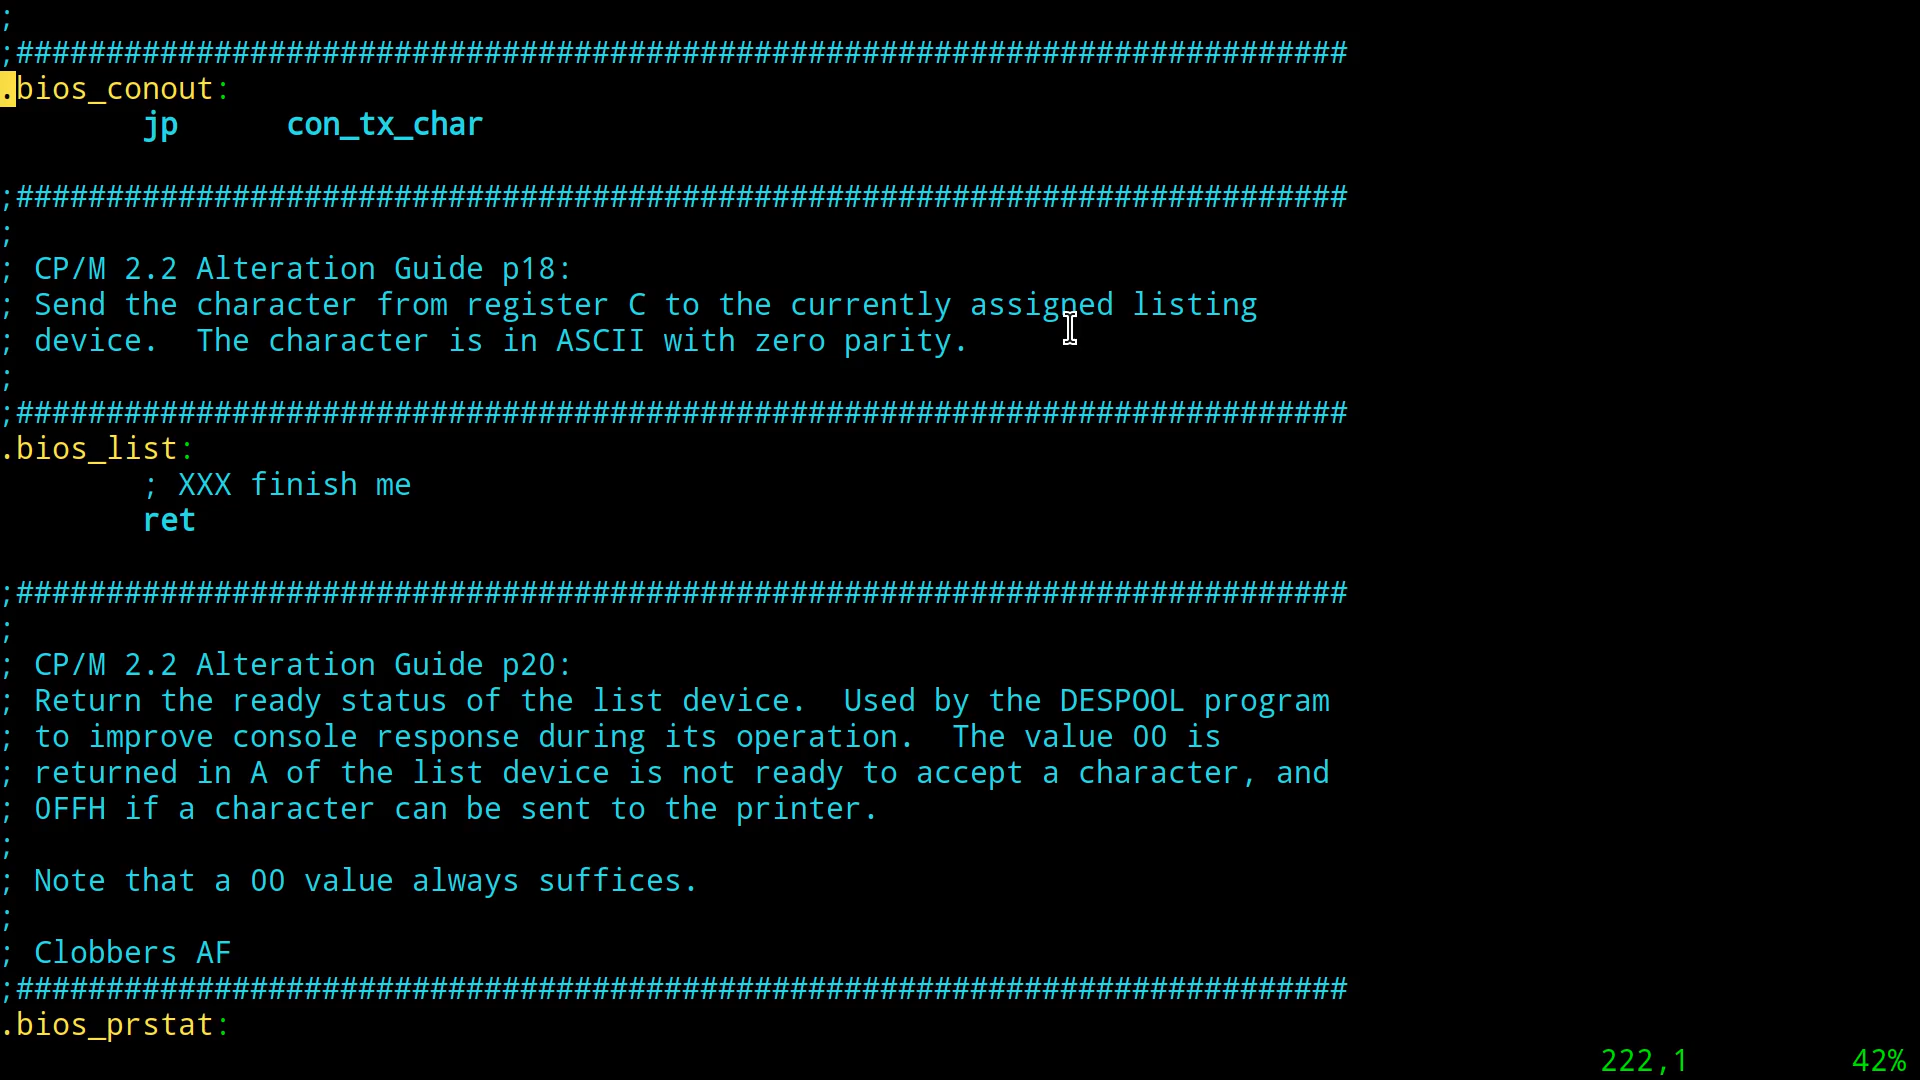 ;
;##########################################################################
.bios_conout:
        jp      con_tx_char
;##########################################################################
;
; CP/M 2.2 Alteration Guide p18:
; Send the character from register C to the currently assigned listing
; device.  The character is in ASCII with zero parity.
;
;##########################################################################
.bios_list:
        ; XXX finish me
        ret
;##########################################################################
;
; CP/M 2.2 Alteration Guide p20:
; Return the ready status of the list device.  Used by the DESPOOL program
; to improve console response during its operation.  The value 00 is
; returned in A of the list device is not ready to accept a character, and
; 0FFH if a character can be sent to the printer.
;
; Note that a 00 value always suffices.
;
; Clobbers AF
;##########################################################################
.bios_prstat:
222,1         42%